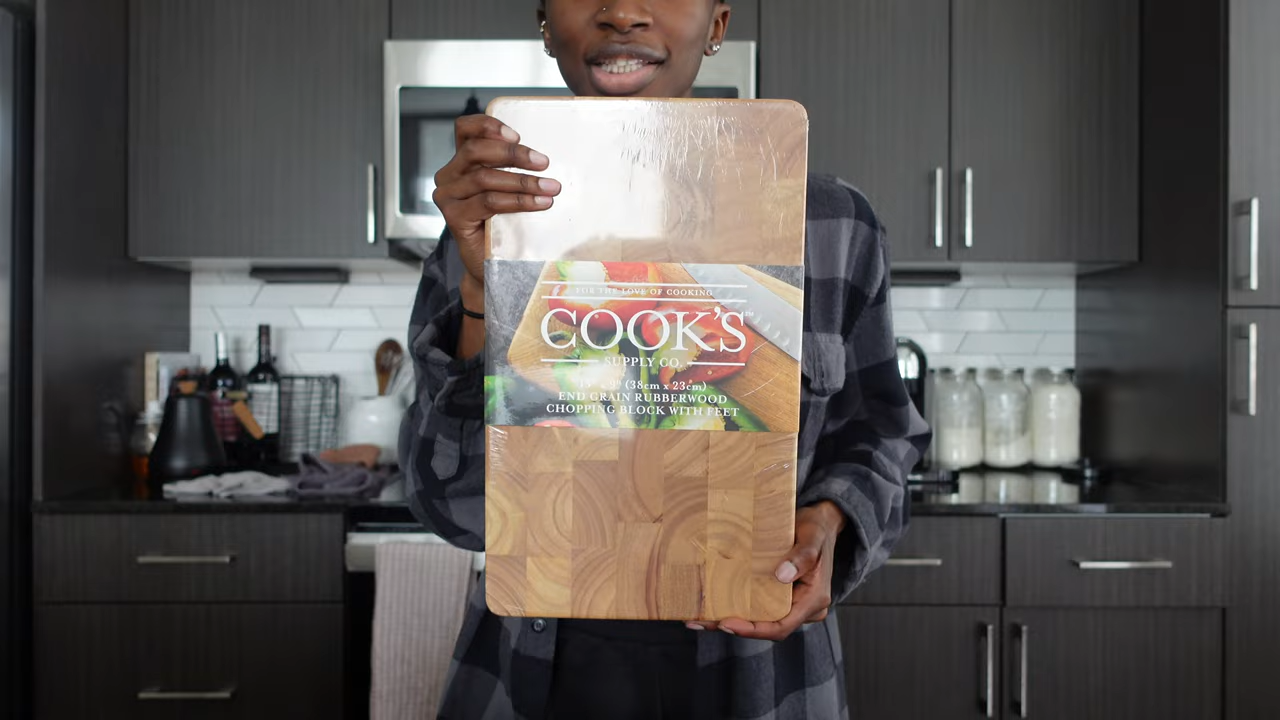 FOR THE LOVE OF COOKING
COOK'S™
SUPPLY CO.
15" x 9" (38cm x 23cm)
END GRAIN RUBBERWOOD
CHOPPING BLOCK WITH FEET